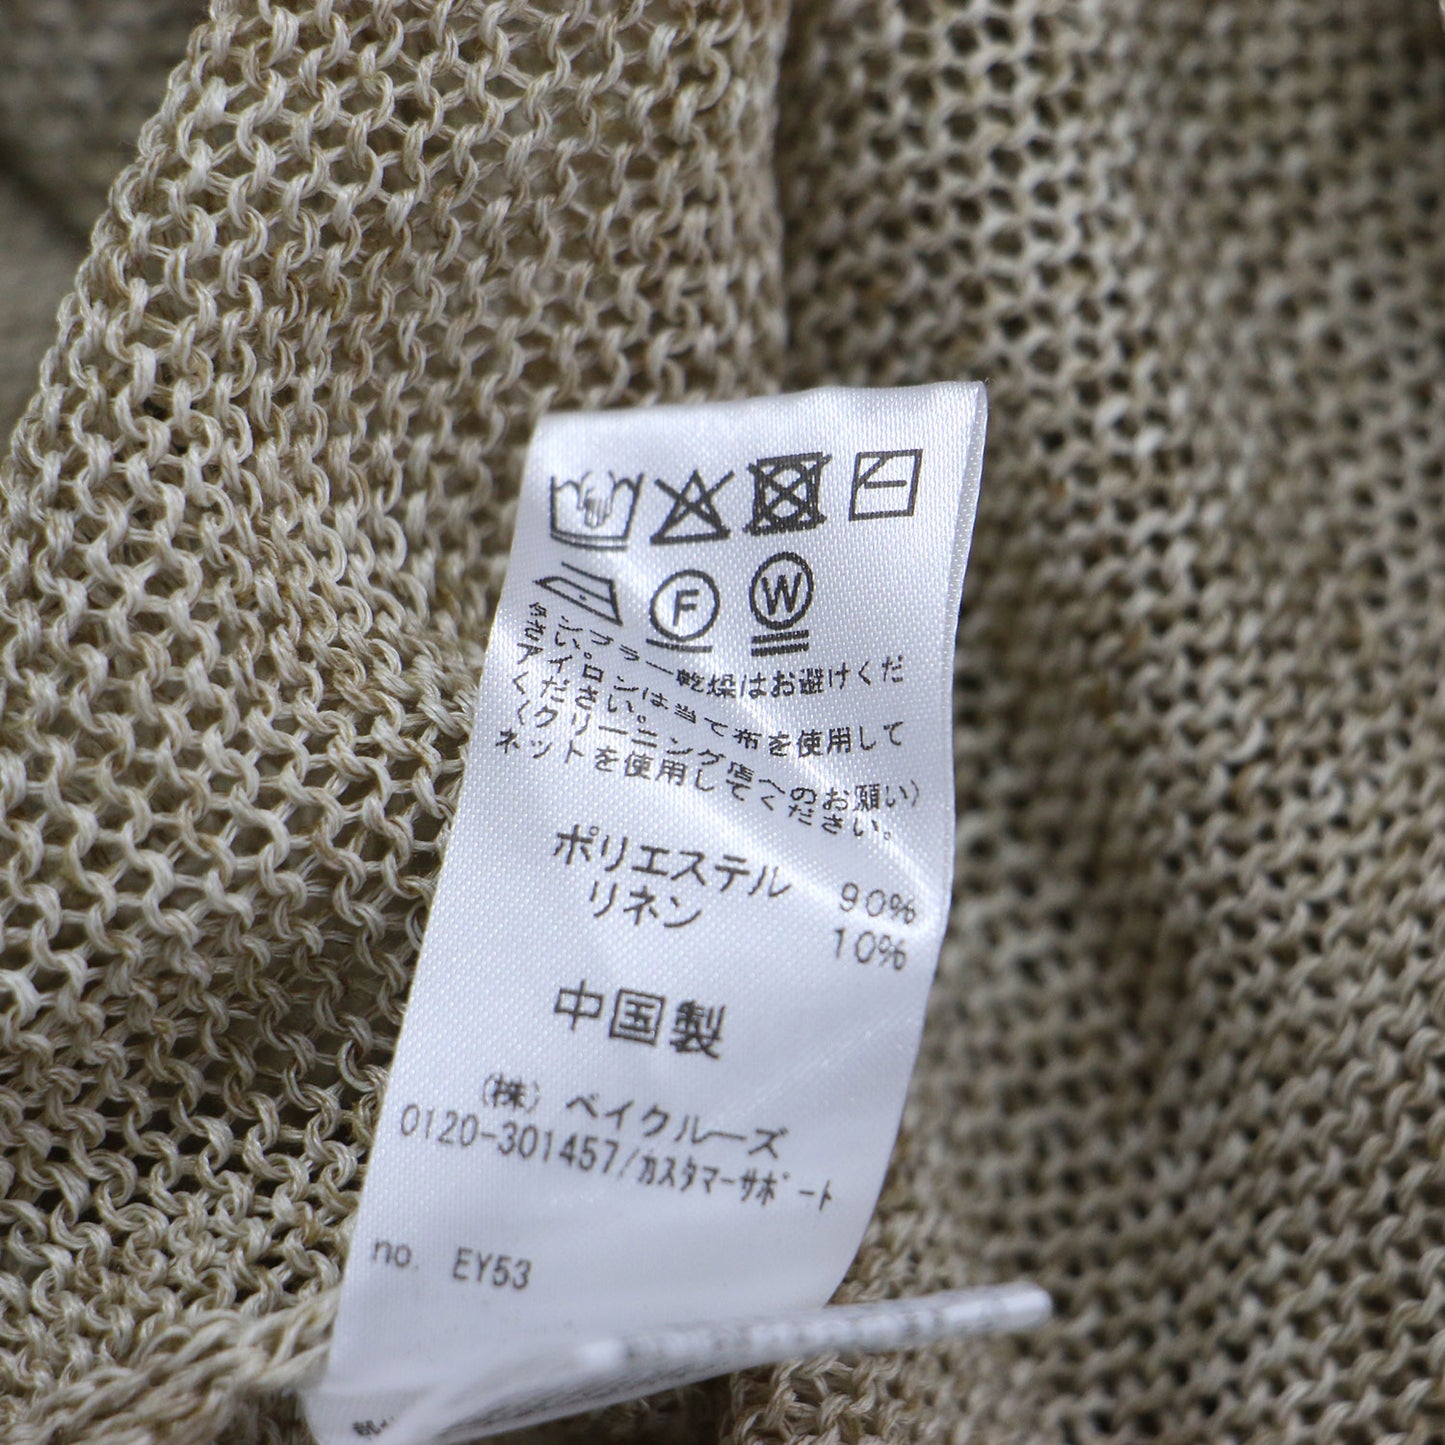 F
W
ンブラー乾燥はお避けくだ
さい。
アイロンは当て布を使用して
ください。
〈クリーニング店へのお願い〉
ネットを使用してください。
ポリエステル 90%
リネン 10%
中国製
(株) ベイクルーズ
0120-301457/カスタマーサポート
no. EY53